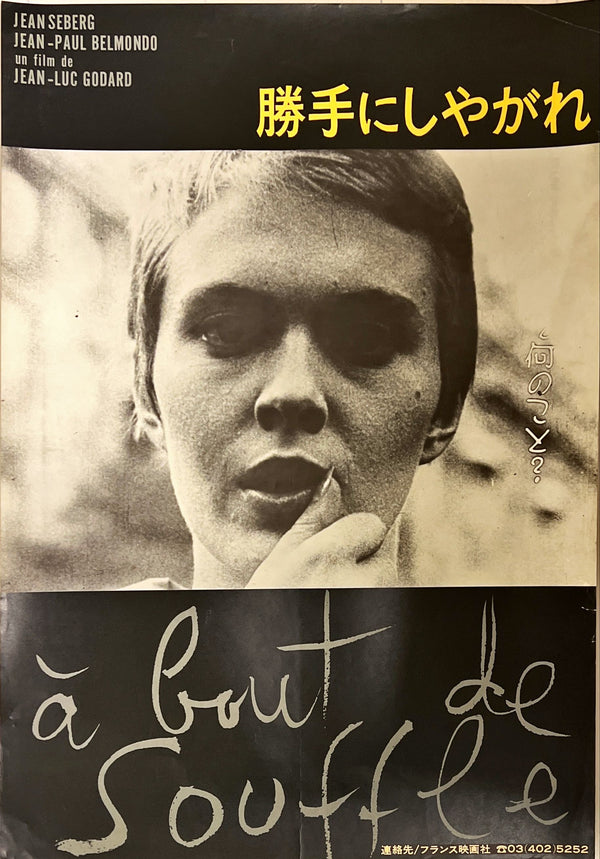 JEAN SEBERG
JEAN-PAUL BELMONDO
un film de
JEAN-LUC GODARD
勝手にしやがれ
何のこと?
à bout de
souffle
連絡先/フランス映画社 ☎03(402)5252